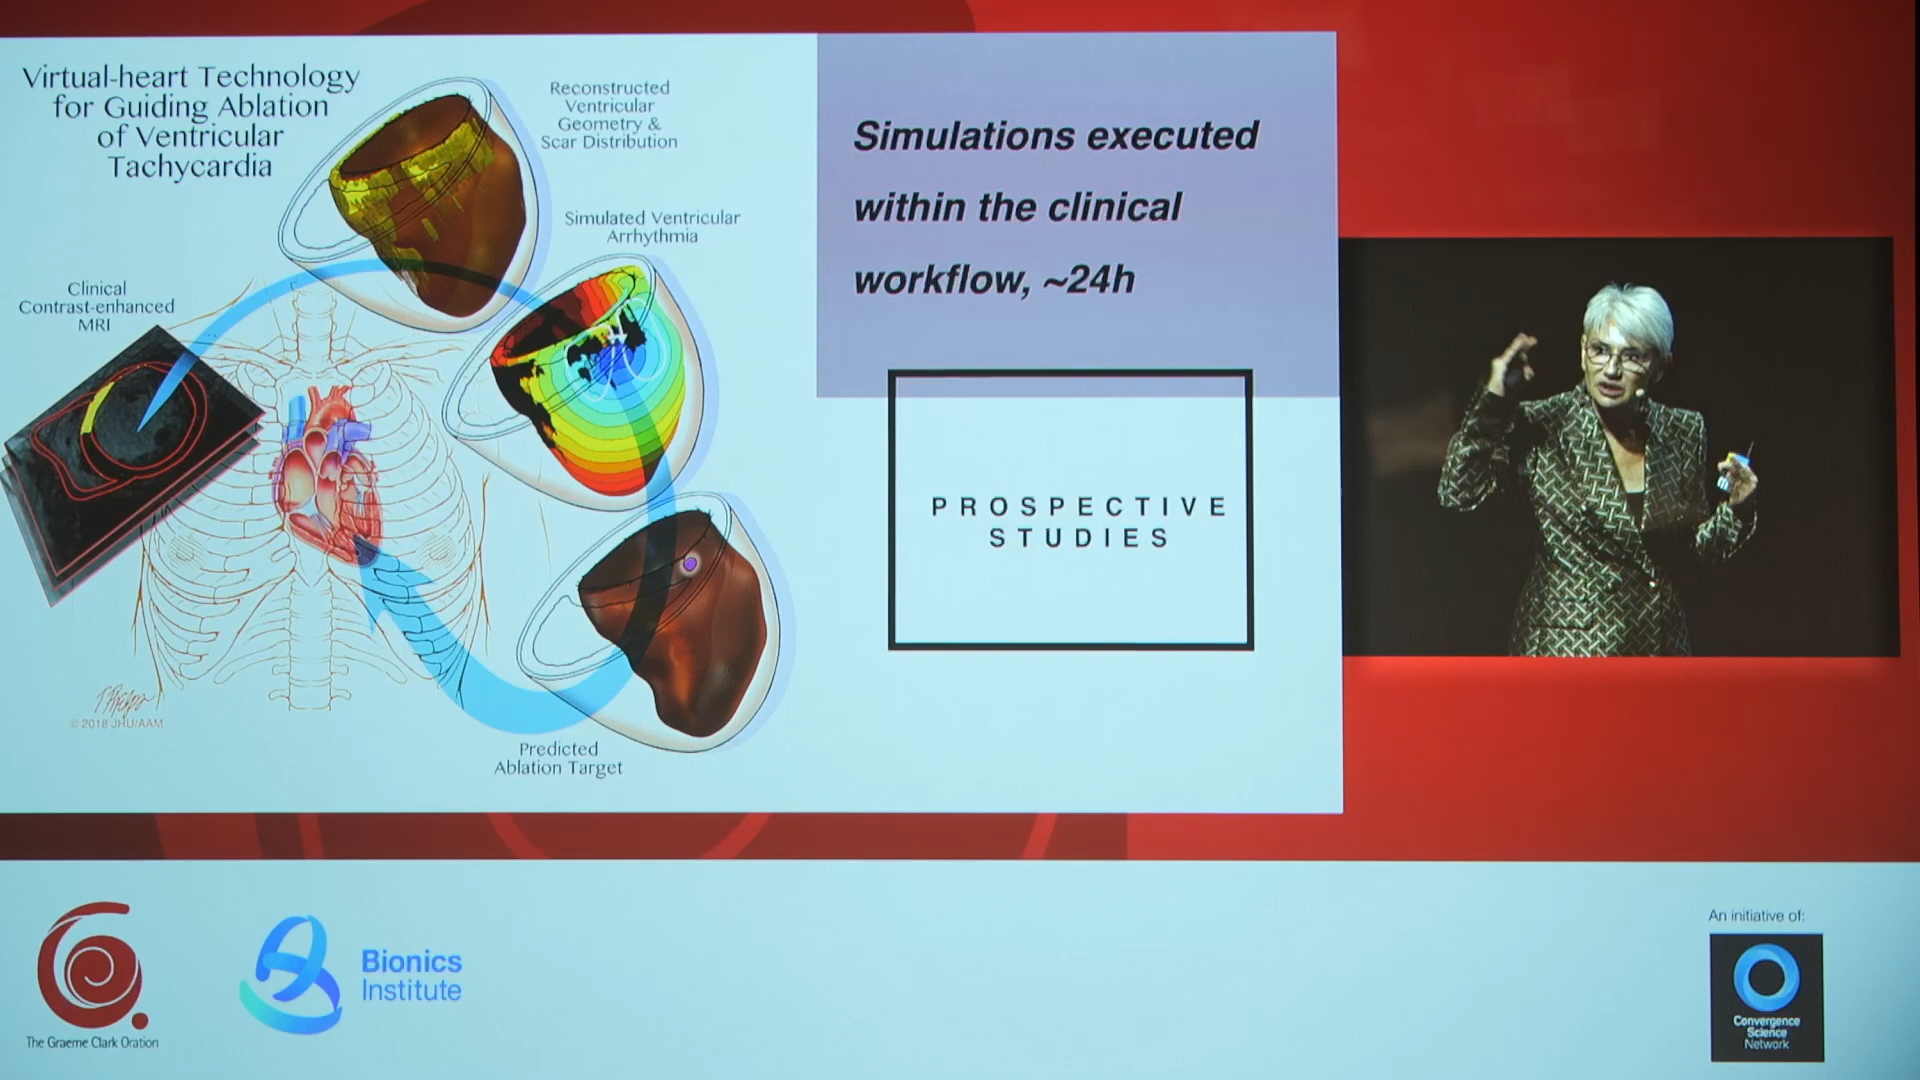 Virtual-heart Technology
for Guiding Ablation
of Ventricular
Tachycardia
Reconstructed
Ventricular
Geometry &
Scar Distribution
Simulated Ventricular
Arrhythmia
Clinical
Contrast-enhanced
MRI
Predicted
Ablation Target
© 2018 JHU/AAM
Simulations executed
within the clinical
workflow, ~24h
PROSPECTIVE
STUDIES
The Graeme Clark Oration
Bionics
Institute
An initiative of:
Convergence
Science
Network